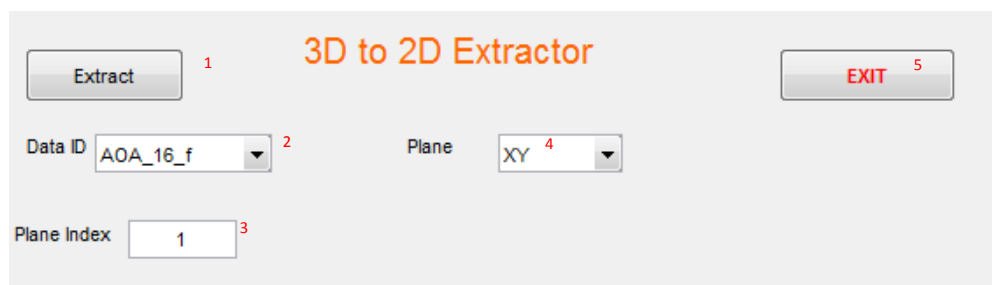 3D to 2D Extractor
Extract 1
EXIT 5
Data ID AOA_16_f 2
Plane XY 4
Plane Index 1 3